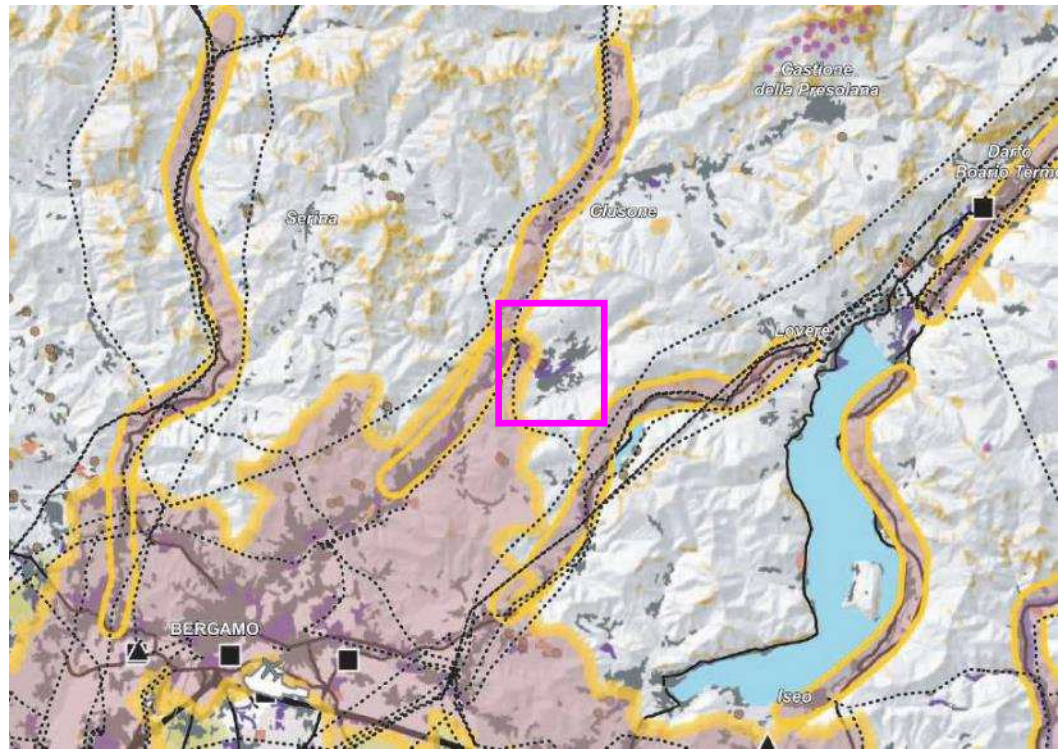 Castione
della Presolana
Darfo
Boario Terme
Serina
Clusone
Lovere
BERGAMO
Iseo